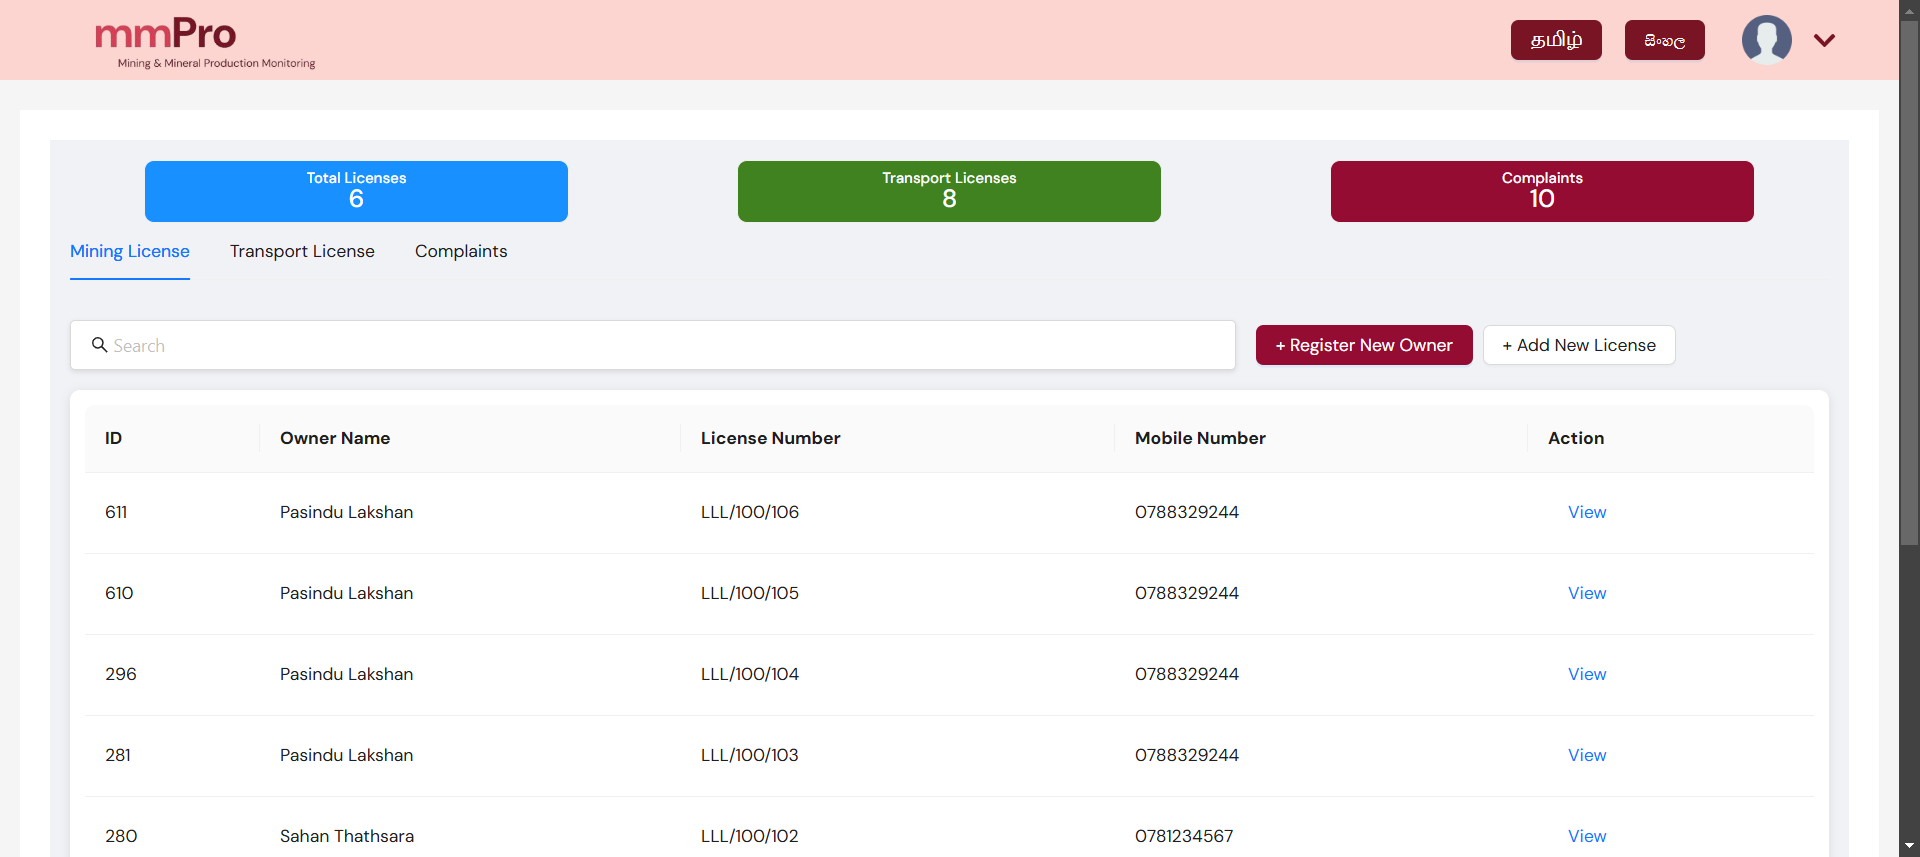 mmPro
Mining & Mineral Production Monitoring
தமிழ்
සිංහල
Total Licenses
6
Transport Licenses
8
Complaints
10
Mining License Transport License Complaints
Search
+ Register New Owner
+ Add New License
ID Owner Name License Number Mobile Number Action
611 Pasindu Lakshan LLL/100/106 0788329244 View
610 Pasindu Lakshan LLL/100/105 0788329244 View
296 Pasindu Lakshan LLL/100/104 0788329244 View
281 Pasindu Lakshan LLL/100/103 0788329244 View
280 Sahan Thathsara LLL/100/102 0781234567 View